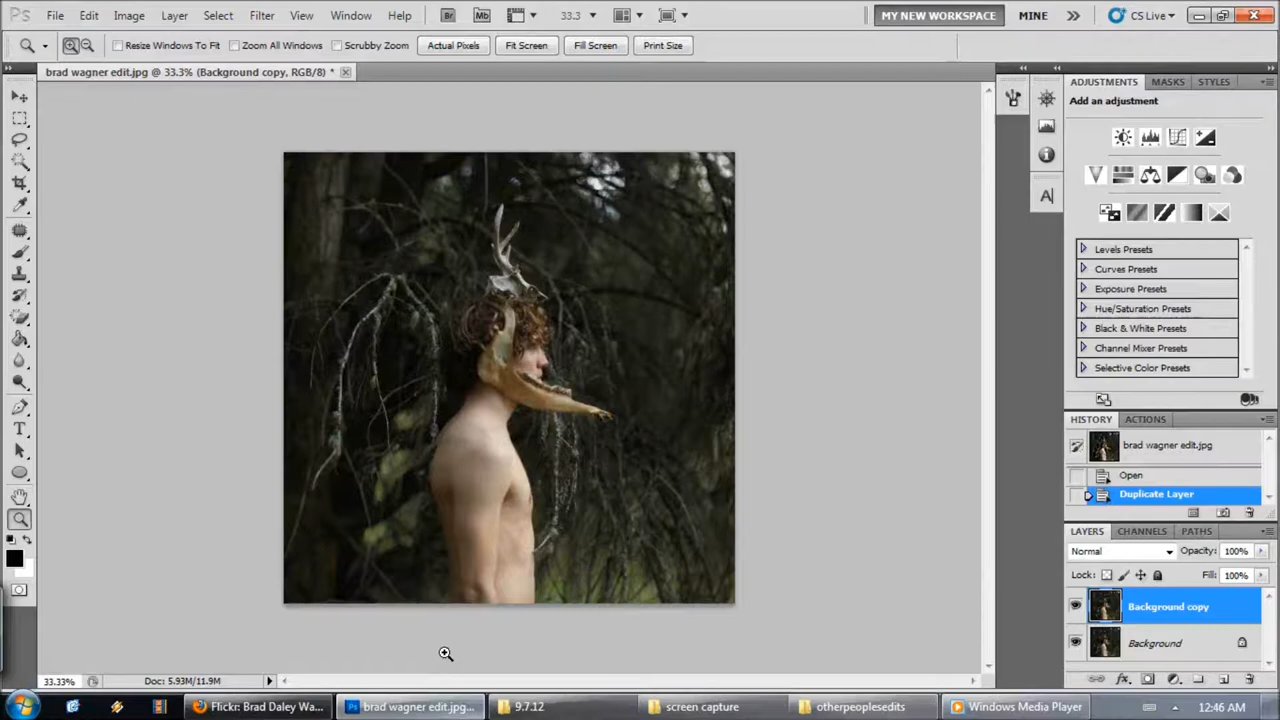 Ps File Edit Image Layer Select Filter View Window Help Br Mb 33.3 MY NEW WORKSPACE MINE CS Live
Resize Windows To Fit Zoom All Windows Scrubby Zoom Actual Pixels Fit Screen Fill Screen Print Size
brad wagner edit.jpg @ 33.3% (Background copy, RGB/8) *
ADJUSTMENTS MASKS STYLES
Add an adjustment
Levels Presets
Curves Presets
Exposure Presets
Hue/Saturation Presets
Black & White Presets
Channel Mixer Presets
Selective Color Presets
HISTORY ACTIONS
brad wagner edit.jpg
Open
Duplicate Layer
LAYERS CHANNELS PATHS
Normal Opacity: 100%
Lock: Fill: 100%
Background copy
Background
33.33% Doc: 5.93M/11.9M
Flickr: Brad Daley Wa... brad wagner edit.jpg... 9.7.12 screen capture otherpeoplesedits Windows Media Player 12:46 AM